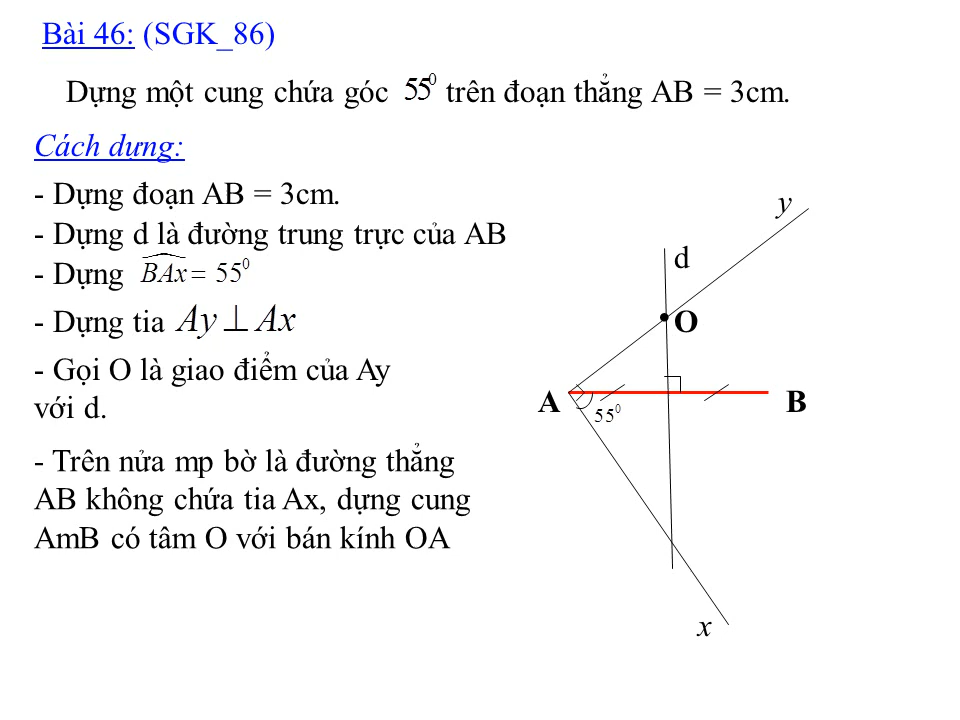 Bài 46: (SGK_86)
Dựng một cung chứa góc 55⁰ trên đoạn thẳng AB = 3cm.
Cách dựng:
- Dựng đoạn AB = 3cm.
- Dựng d là đường trung trực của AB
- Dựng \widehat{BAx} = 55⁰
- Dựng tia Ay ⊥ Ax
- Gọi O là giao điểm của Ay
với d.
- Trên nửa mp bờ là đường thẳng
AB không chứa tia Ax, dựng cung
AmB có tâm O với bán kính OA
y
d
O
A
B
55⁰
x